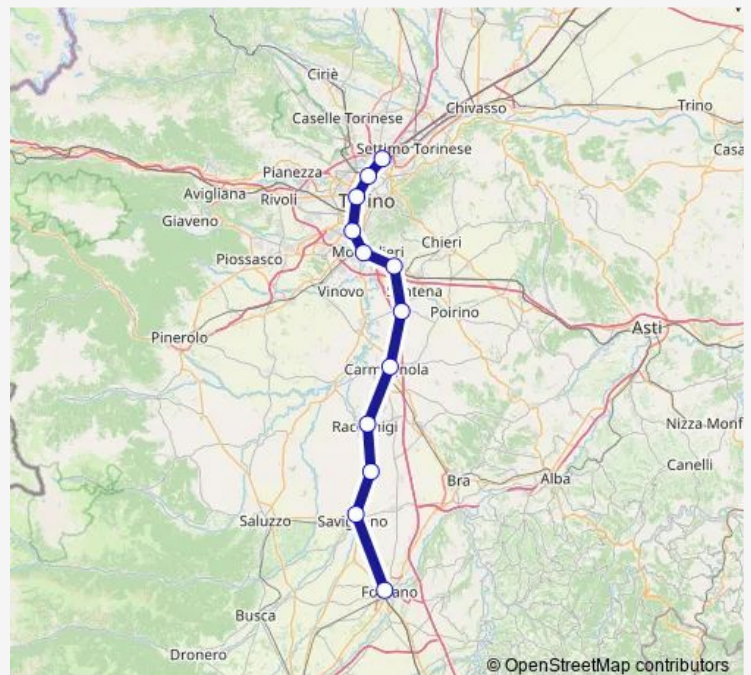 Ciriè
Chivasso
Trino
Caselle Torinese
Settimo Torinese
Casa
Pianezza
Avigliana
Rivoli
Giaveno
Chieri
Piossasco
Vinovo
Poirino
Asti
Pinerolo
Nizza Monf
Canelli
Bra
Alba
Saluzzo
Busca
Dronero
© OpenStreetMap contributors